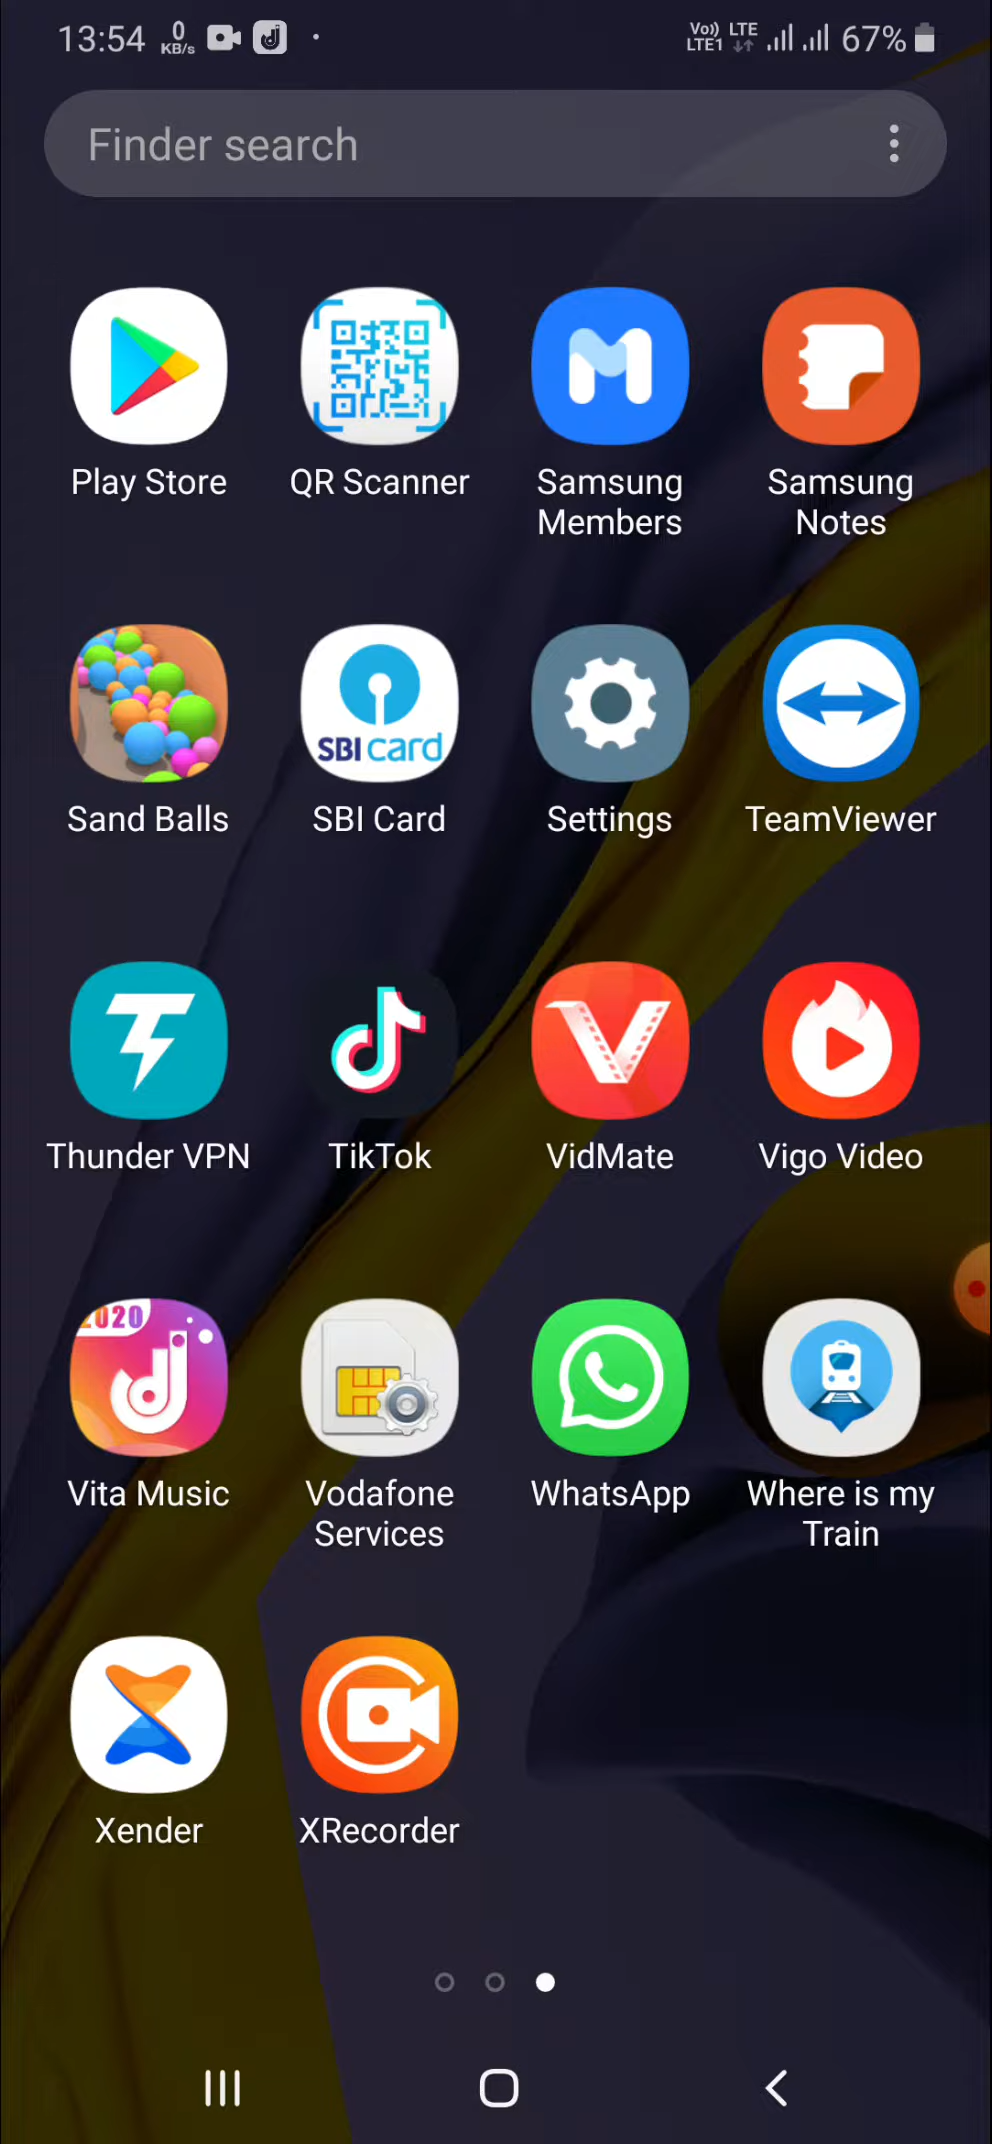 13:54 0 KB/s Vo)) LTE1 LTE 67%
Finder search
Play Store QR Scanner Samsung Members Samsung Notes
SBI card
Sand Balls SBI Card Settings TeamViewer
Thunder VPN TikTok VidMate Vigo Video
2020
Vita Music Vodafone Services WhatsApp Where is my Train
Xender XRecorder